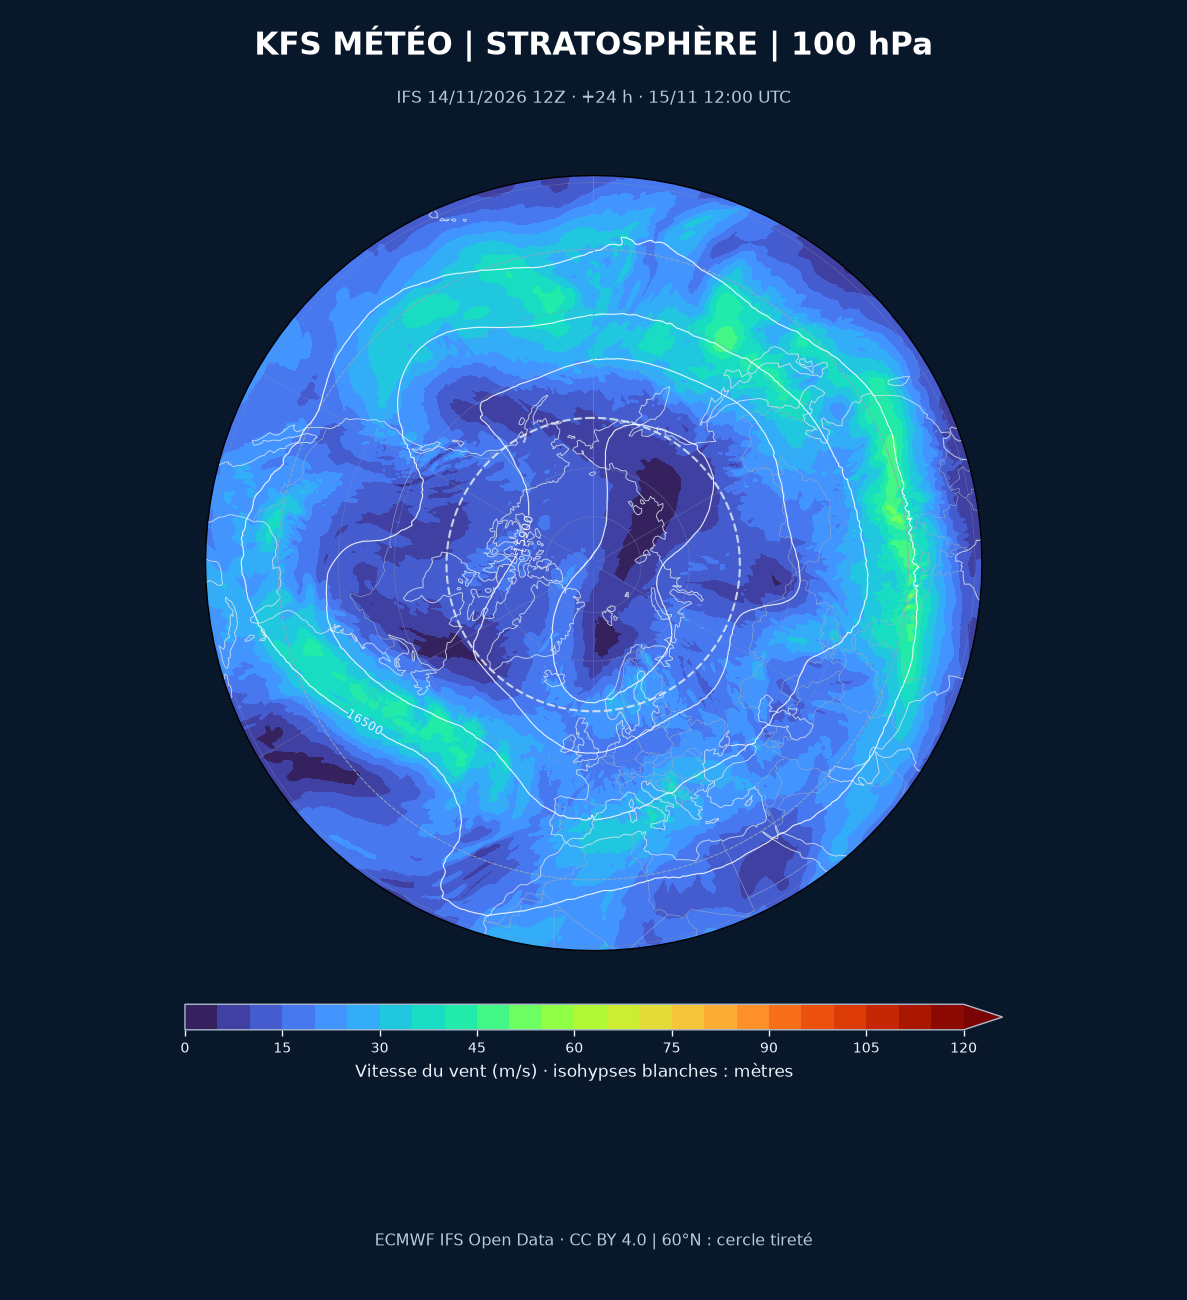 KFS MÉTÉO | STRATOSPHÈRE | 100 hPa
IFS 14/11/2026 12Z · +24 h · 15/11 12:00 UTC
15900
16500
0 15 30 45 60 75 90 105 120
Vitesse du vent (m/s) · isohypses blanches : mètres
ECMWF IFS Open Data · CC BY 4.0 | 60°N : cercle tireté